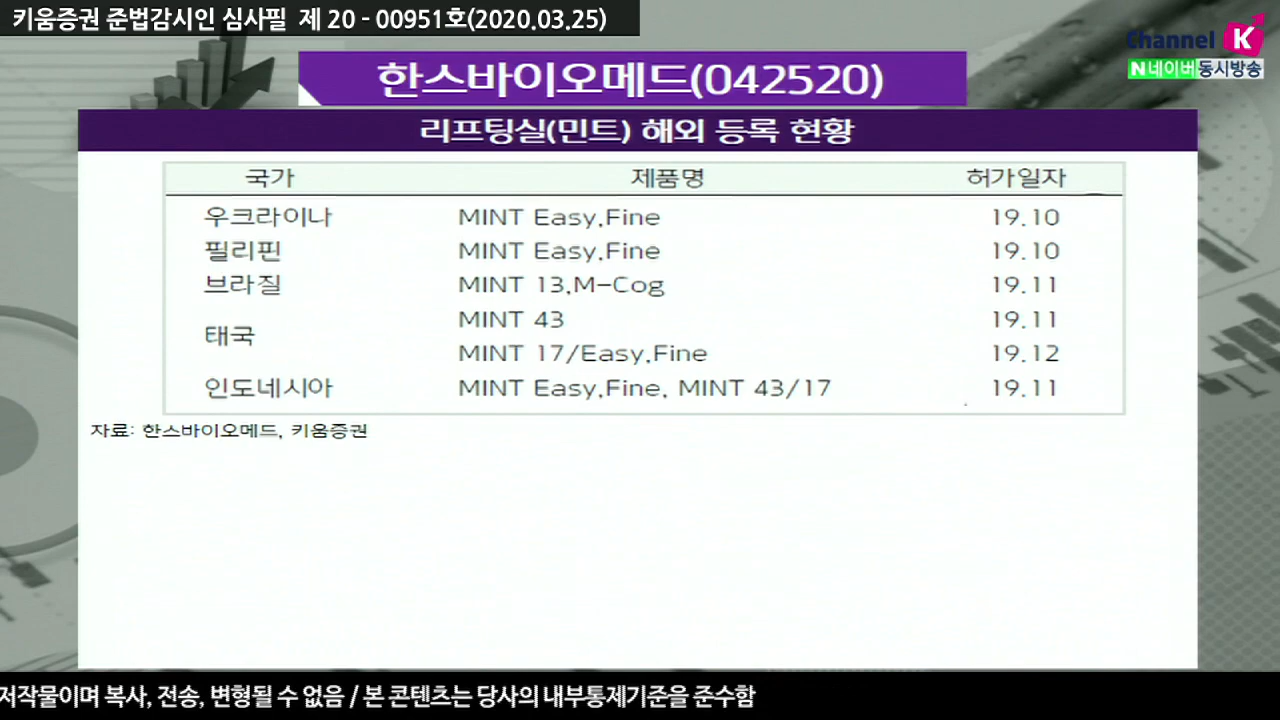 키움증권 준법감시인 심사필 제 20 - 00951호(2020.03.25)
Channel K
N네이버 동시방송
한스바이오메드(042520)
리프팅실(민트) 해외 등록 현황
국가 제품명 허가일자
우크라이나 MINT Easy,Fine 19.10
필리핀 MINT Easy,Fine 19.10
브라질 MINT 13,M-Cog 19.11
태국 MINT 43 19.11
MINT 17/Easy,Fine 19.12
인도네시아 MINT Easy,Fine, MINT 43/17 19.11
자료: 한스바이오메드, 키움증권
저작물이며 복사, 전송, 변형될 수 없음 / 본 콘텐츠는 당사의 내부통제기준을 준수함